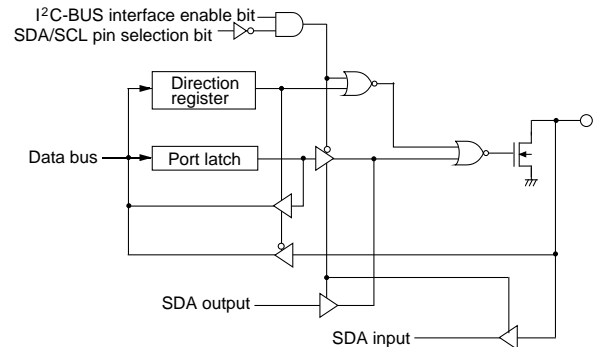 I²C-BUS interface enable bit
SDA/SCL pin selection bit
Direction
register
Data bus
Port latch
SDA output
SDA input